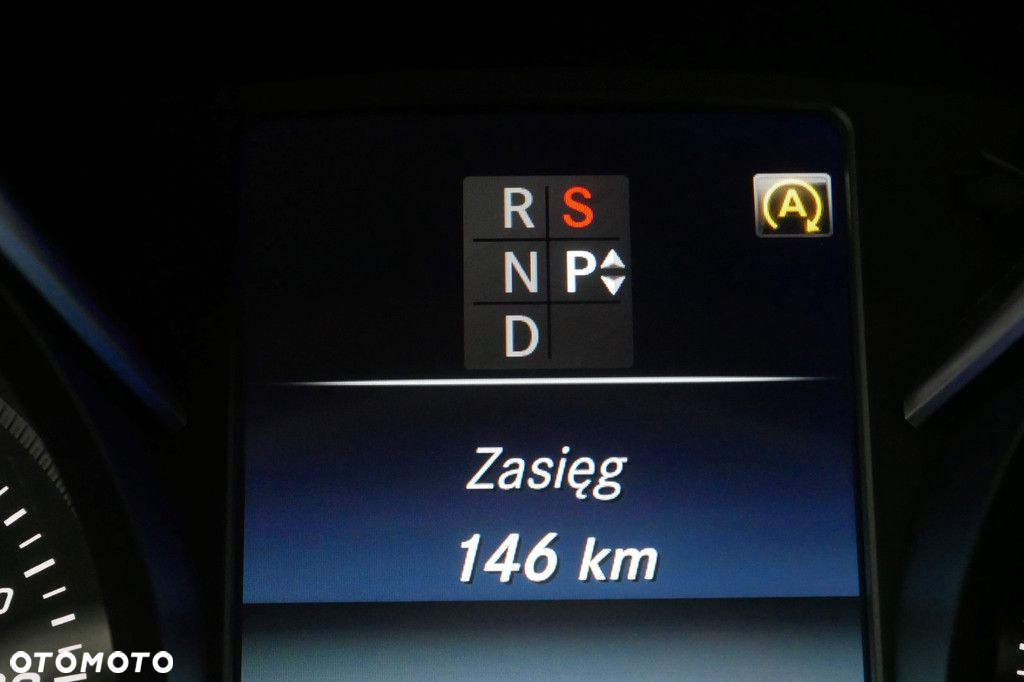 R S
N P
D
A
Zasięg
146 km
OTOMOTO